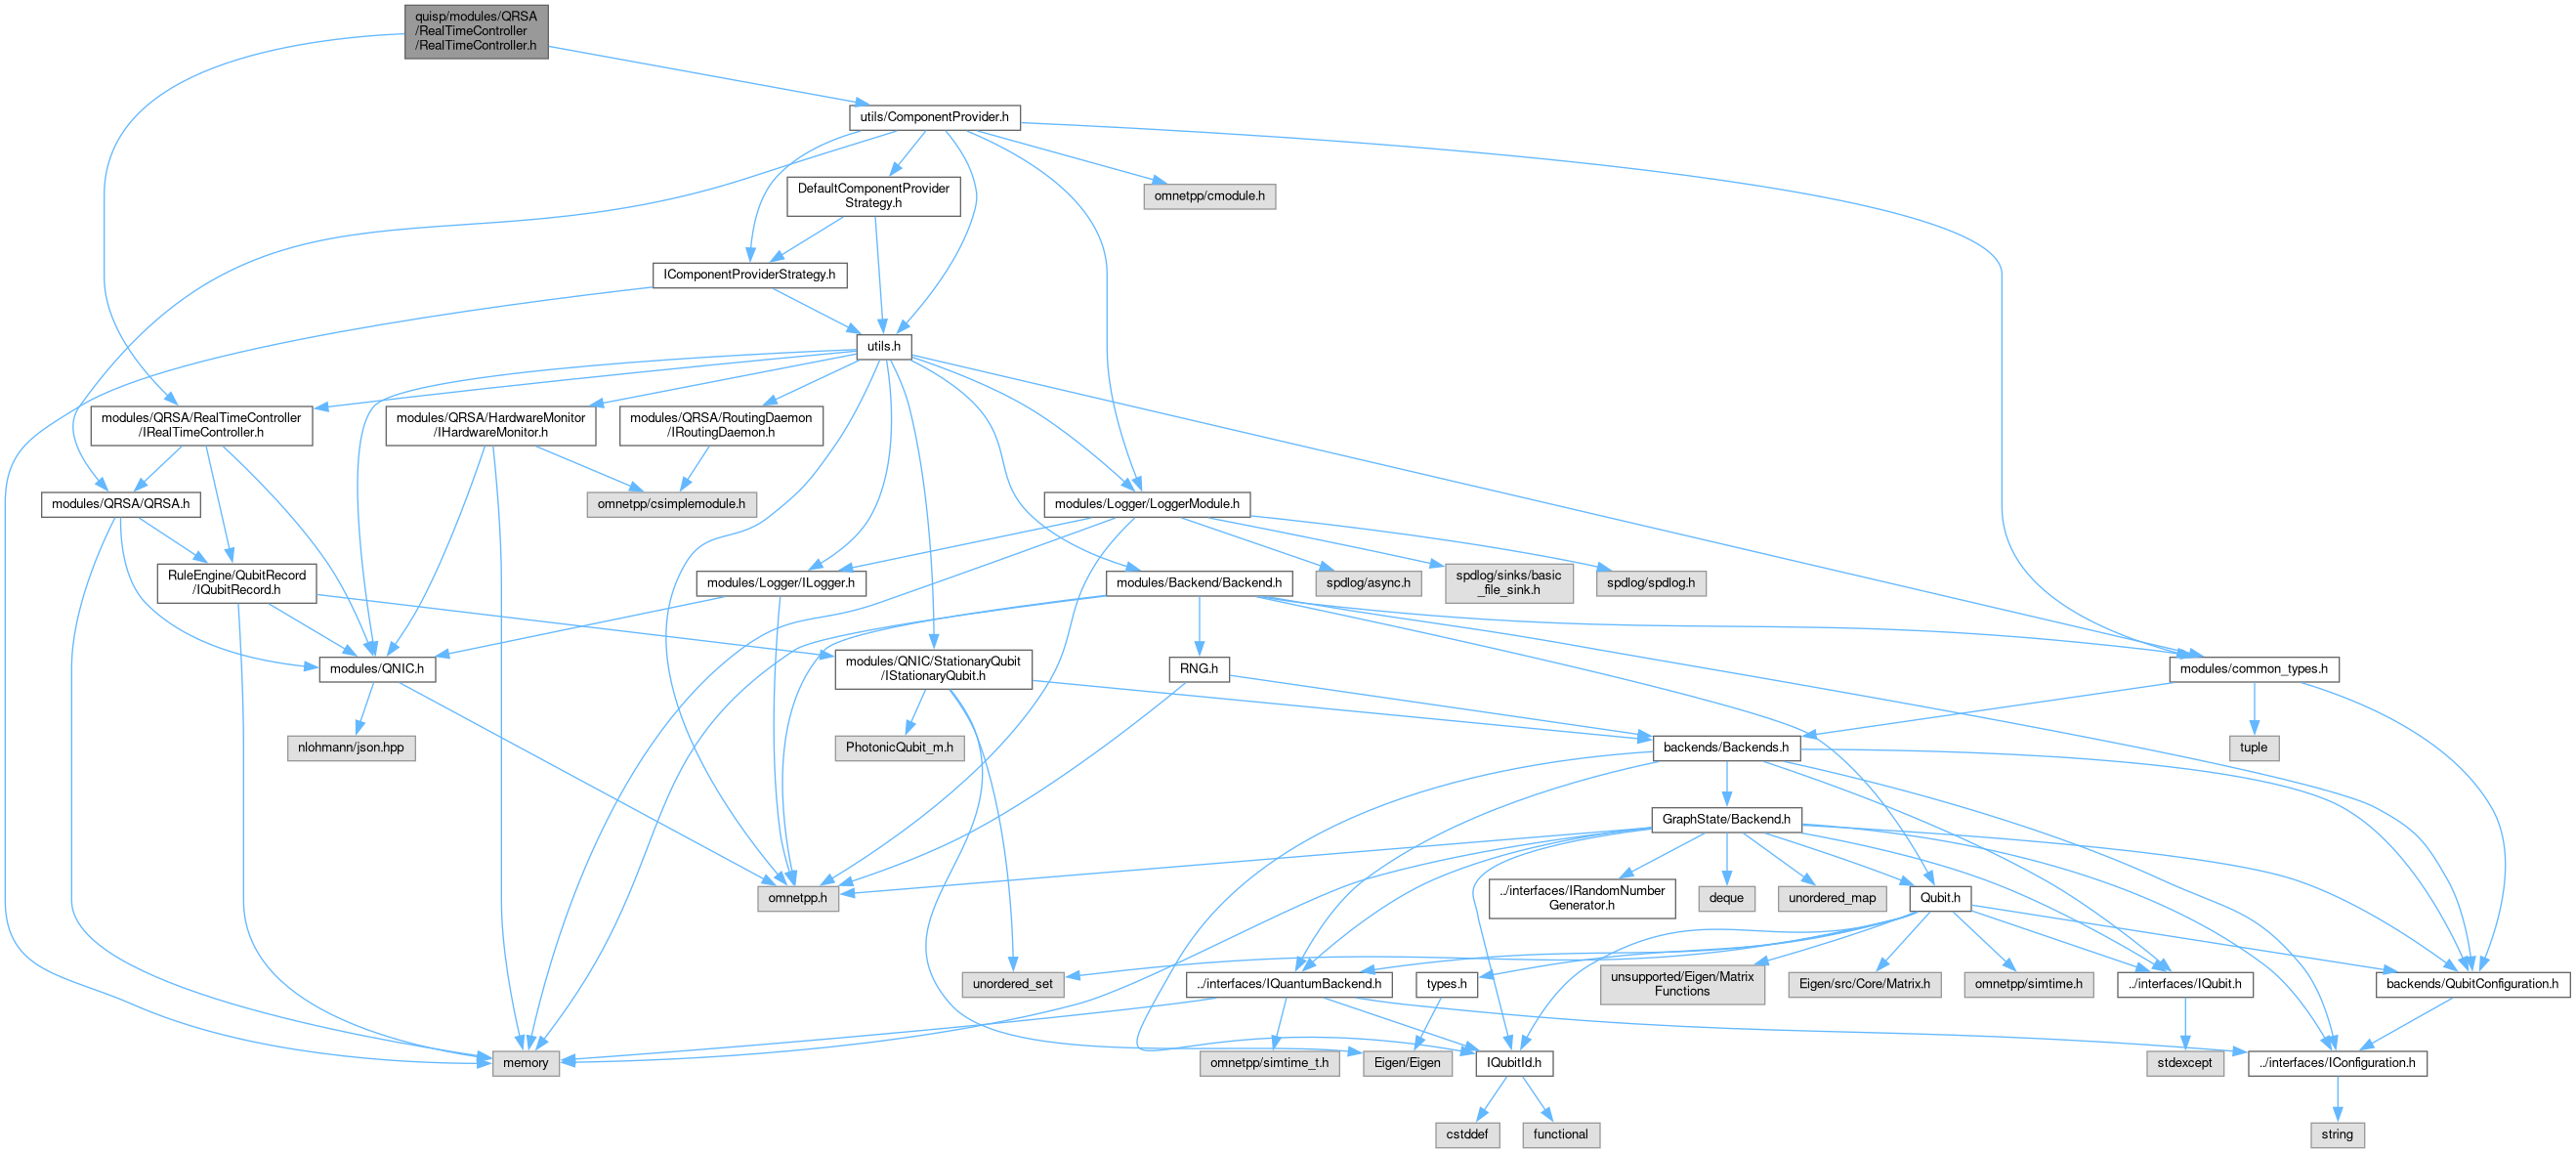 quisp/modules/QRSA
/RealTimeController
/RealTimeController.h
utils/ComponentProvider.h
DefaultComponentProvider
Strategy.h
omnetpp/cmodule.h
IComponentProviderStrategy.h
utils.h
modules/QRSA/RealTimeController
/IRealTimeController.h
modules/QRSA/HardwareMonitor
/IHardwareMonitor.h
modules/QRSA/RoutingDaemon
/IRoutingDaemon.h
modules/QRSA/QRSA.h
omnetpp/csimplemodule.h
modules/Logger/LoggerModule.h
RuleEngine/QubitRecord
/IQubitRecord.h
modules/Logger/ILogger.h
modules/Backend/Backend.h
spdlog/async.h
spdlog/sinks/basic
_file_sink.h
spdlog/spdlog.h
modules/QNIC.h
modules/QNIC/StationaryQubit
/IStationaryQubit.h
RNG.h
modules/common_types.h
nlohmann/json.hpp
PhotonicQubit_m.h
backends/Backends.h
tuple
GraphState/Backend.h
omnetpp.h
../interfaces/IRandomNumber
Generator.h
deque
unordered_map
Qubit.h
unordered_set
../interfaces/IQuantumBackend.h
types.h
unsupported/Eigen/Matrix
Functions
Eigen/src/Core/Matrix.h
omnetpp/simtime.h
../interfaces/IQubit.h
backends/QubitConfiguration.h
memory
omnetpp/simtime_t.h
Eigen/Eigen
IQubitId.h
stdexcept
../interfaces/IConfiguration.h
cstddef
functional
string